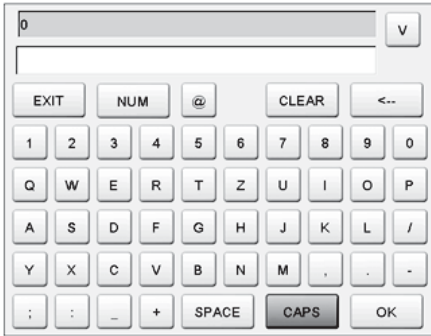 0
V
EXIT NUM @ CLEAR <--
1 2 3 4 5 6 7 8 9 0
Q W E R T Z U I O P
A S D F G H J K L /
Y X C V B N M , . -
; : _ + SPACE CAPS OK